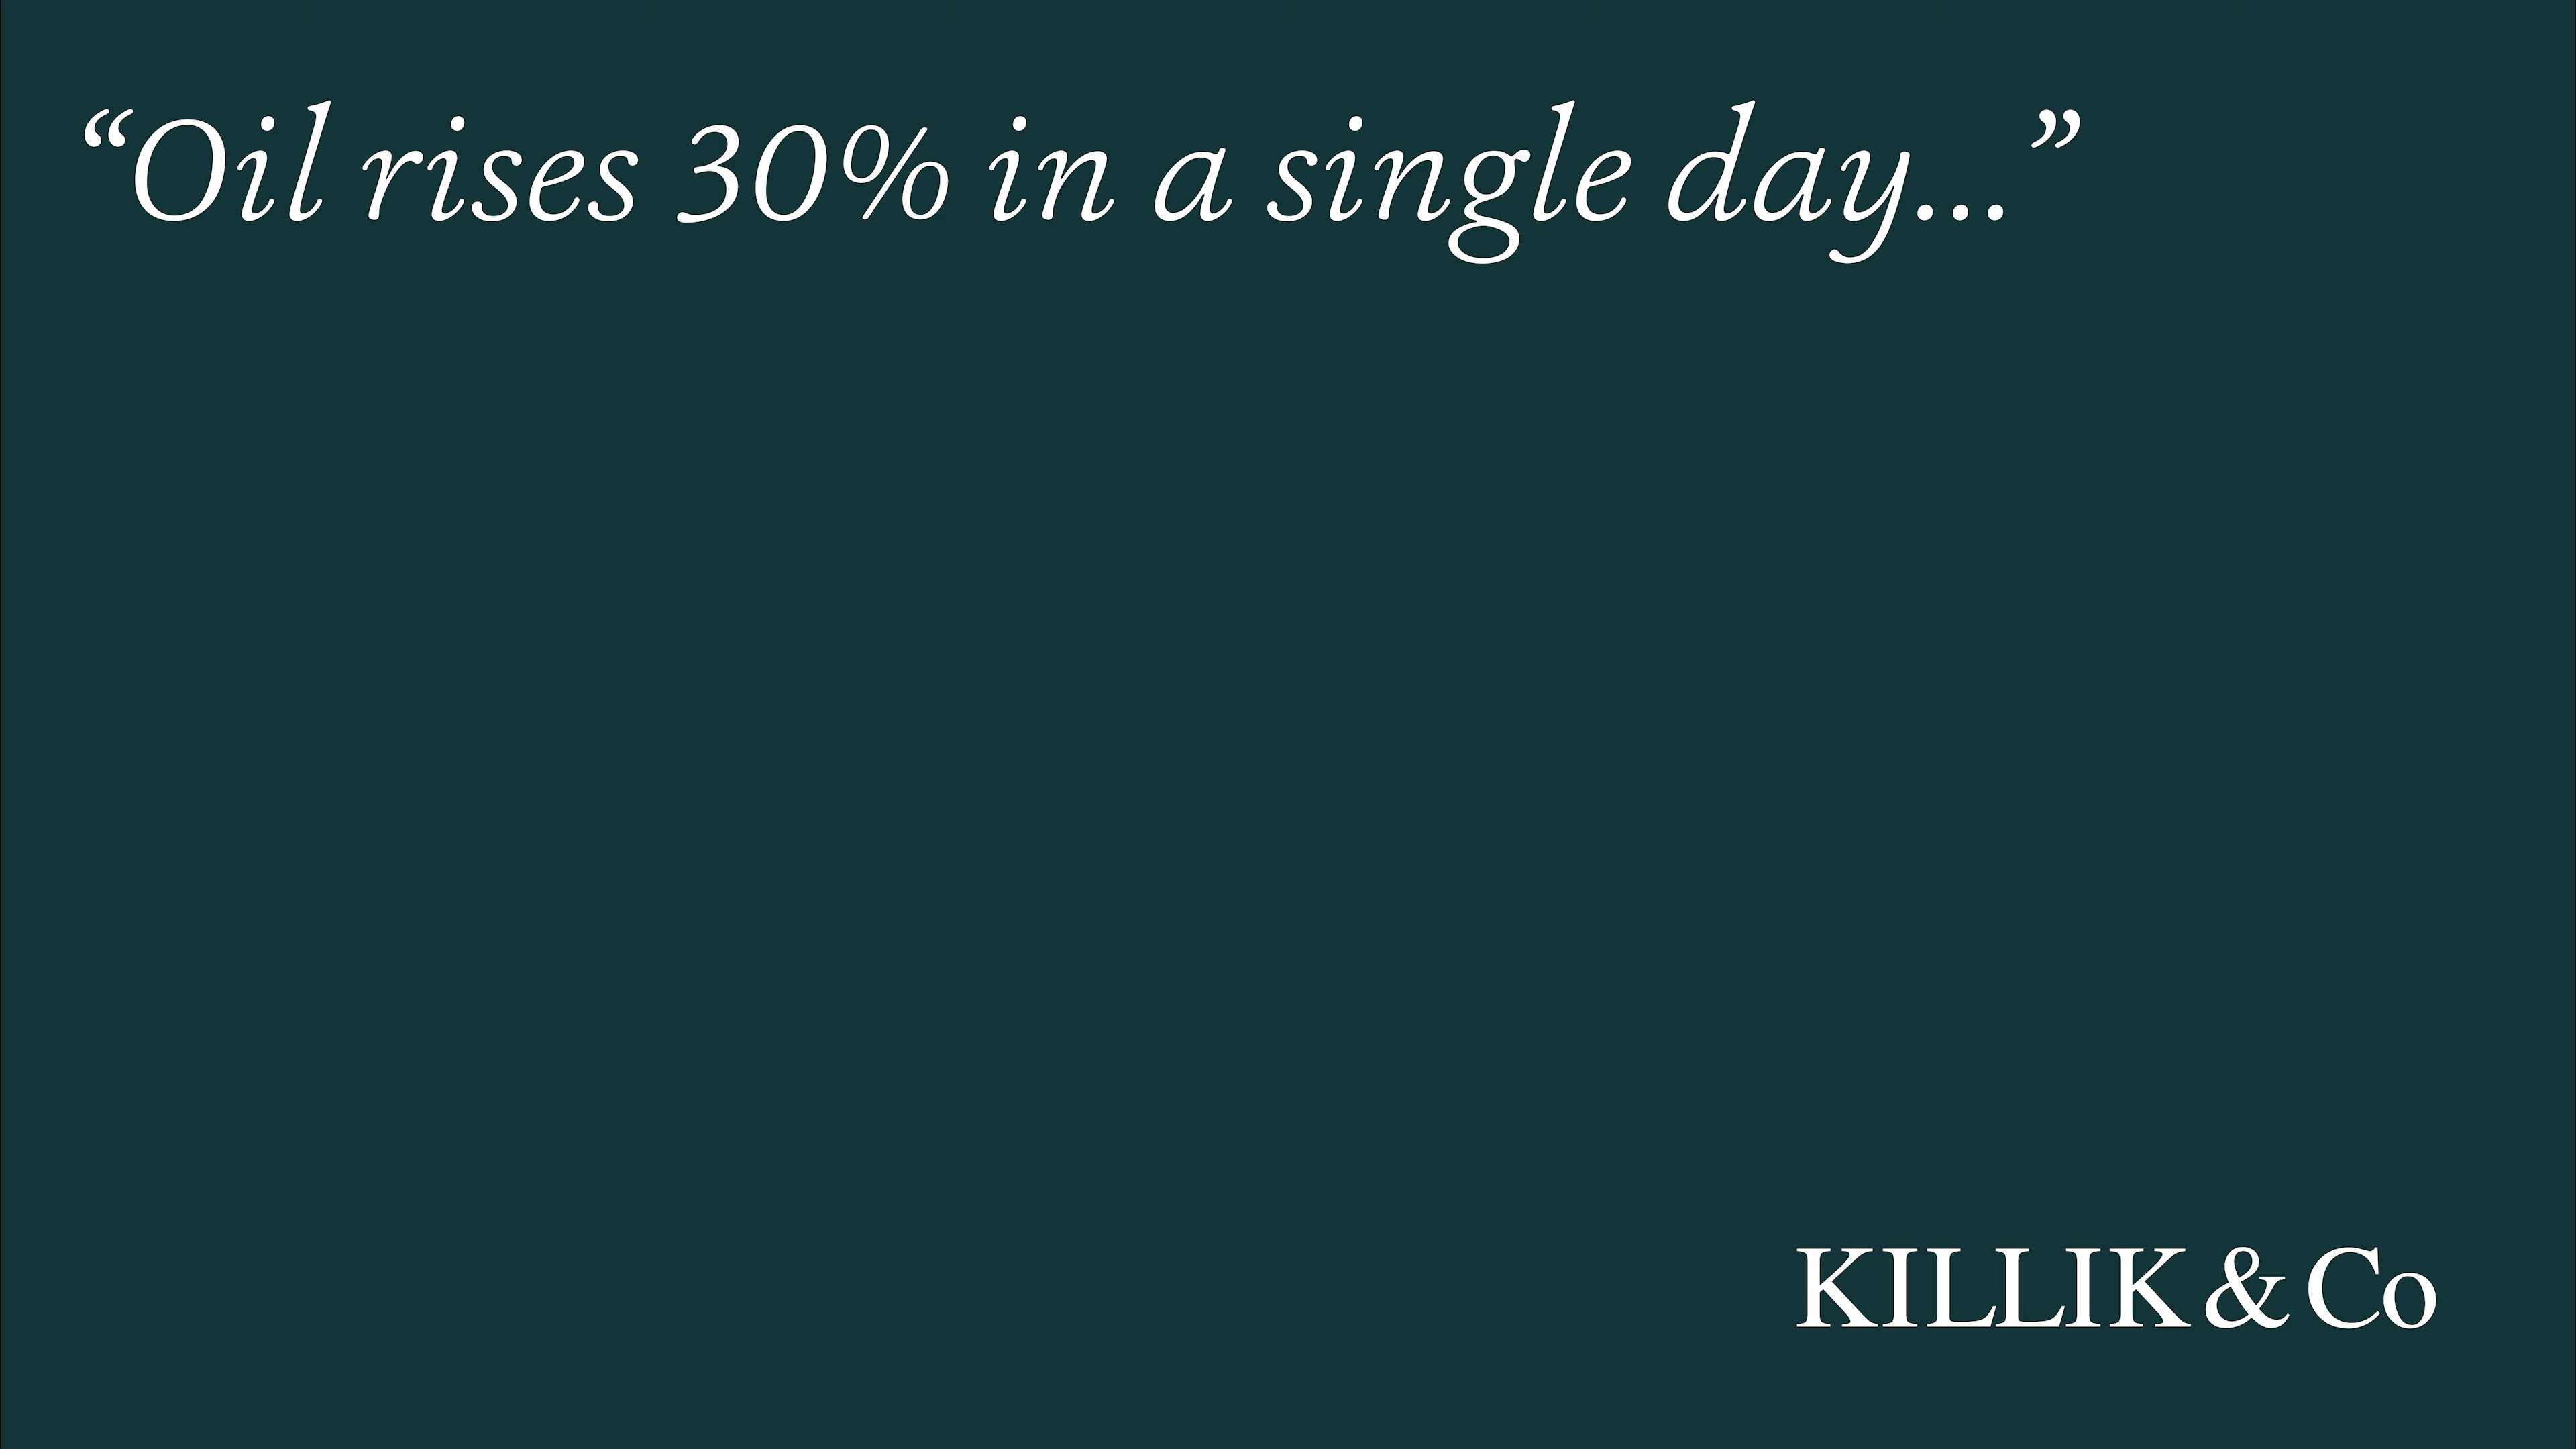 “Oil rises 30% in a single day...”
KILLIK & Co